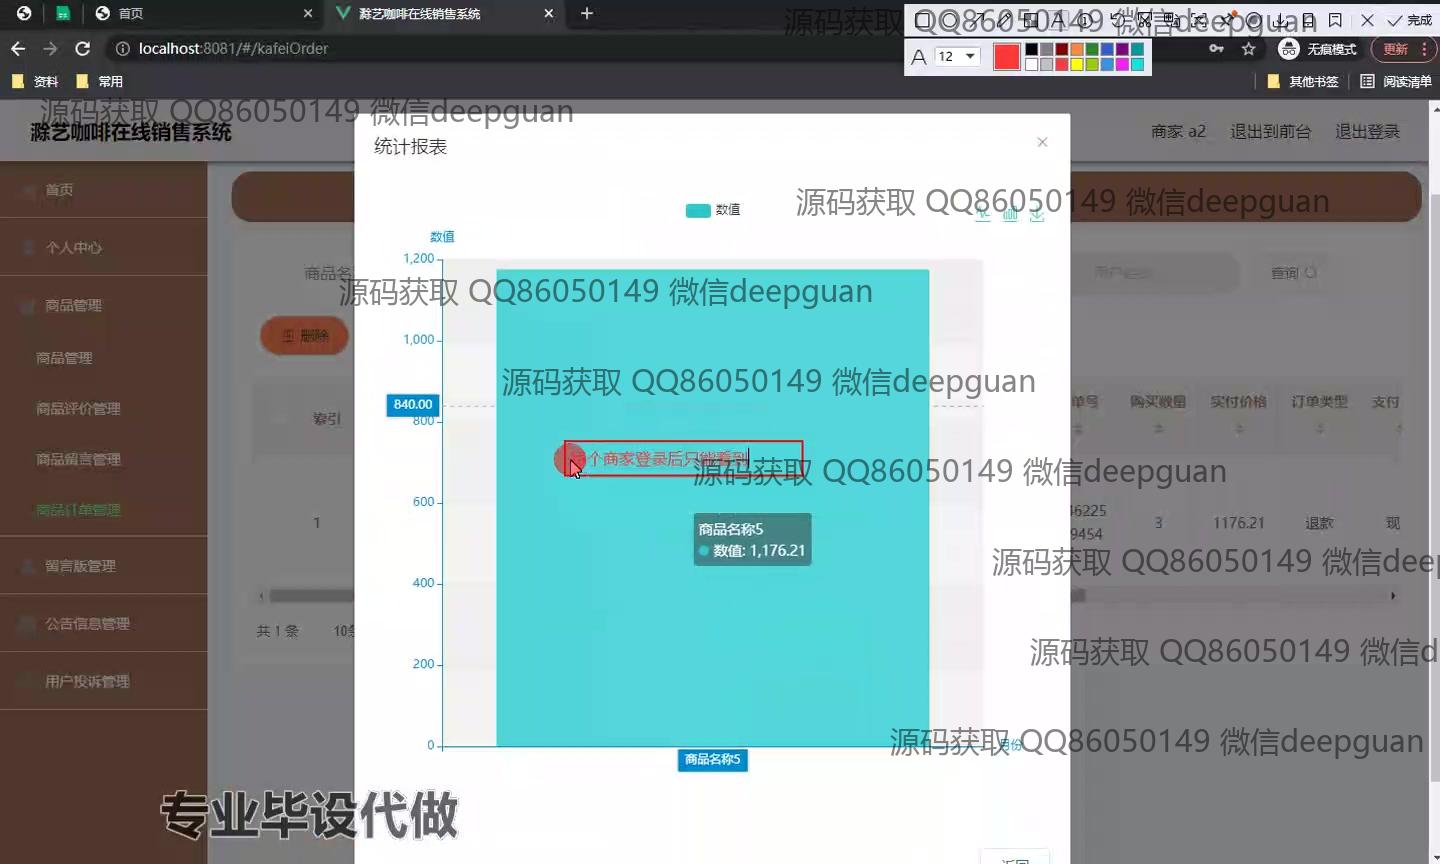 首页
滁艺咖啡在线销售系统
完成
localhost:8081/#/kafeiOrder
无痕模式
更新
12
资料
常用
其他书签
阅读清单
源码获取 QQ86050149 微信deepguan
源码获取 QQ86050149 微信deepguan
滁艺咖啡在线销售系统
商家 a2
退出到前台
退出登录
统计报表
首页
个人中心
商品管理
商品管理
商品评价管理
商品留言管理
商品订单管理
留言版管理
公告信息管理
用户投诉管理
源码获取 QQ86050149 微信deepguan
数值
数值
1,200
1,000
840.00
800
600
400
200
0
源码获取 QQ86050149 微信deepguan
源码获取 QQ86050149 微信deepguan
个商家登录后只能看到
源码获取 QQ86050149 微信deepguan
商品名称5
数值: 1,176.21
商品名称5
月份
商品名
查询
删除
索引
单号
购买数量
实付价格
订单类型
支付
1
46225
9454
3
1176.21
退款
现
共 1 条
10条
源码获取 QQ86050149 微信deep
源码获取 QQ86050149 微信d
源码获取 QQ86050149 微信deepguan
专业毕设代做
返回